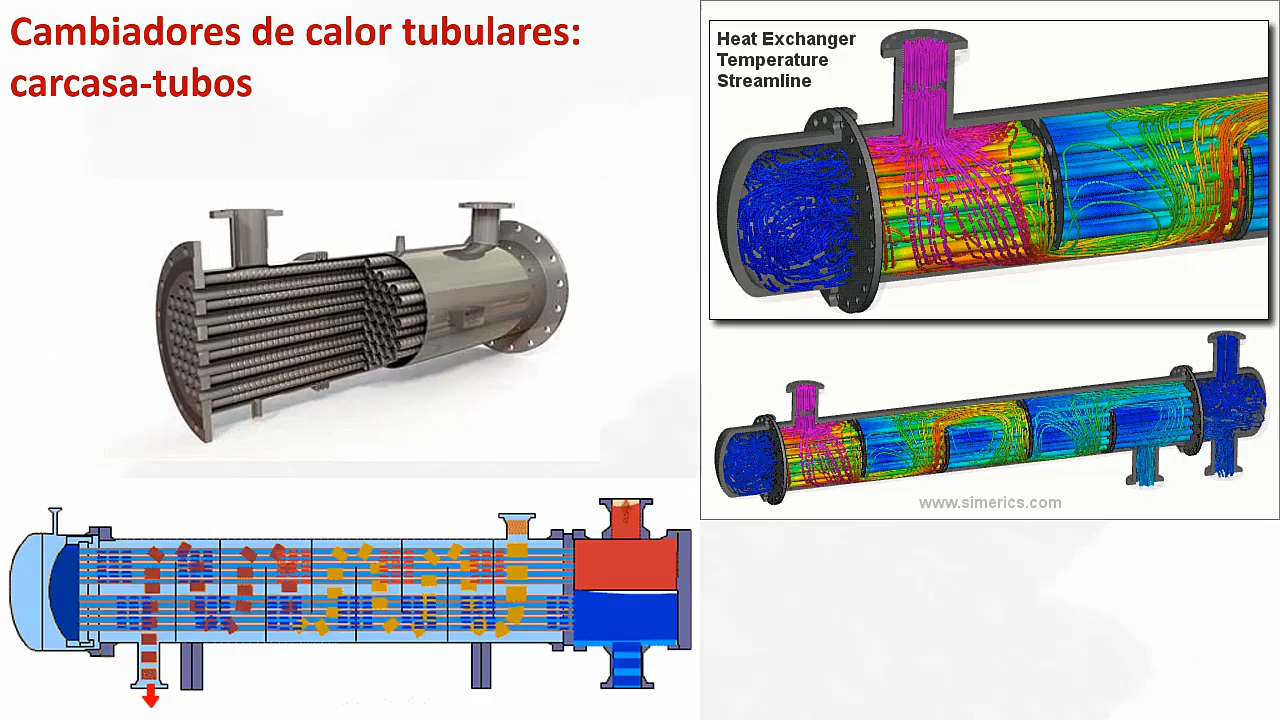 Cambiadores de calor tubulares:
carcasa-tubos
Heat Exchanger
Temperature
Streamline
www.simerics.com